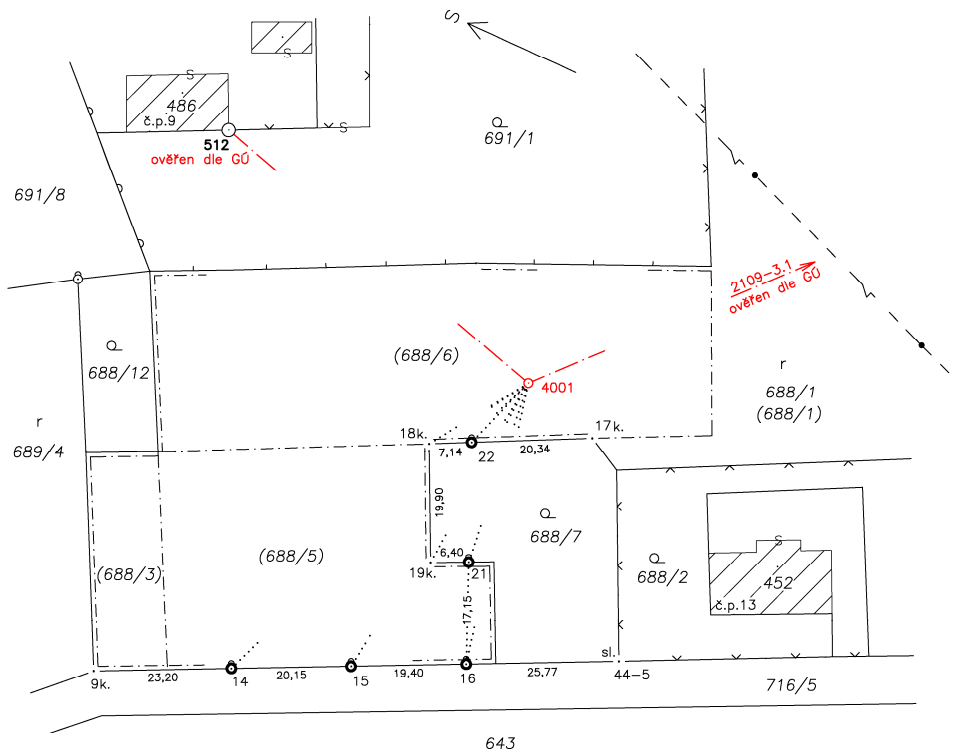 S
486
č.p.9
S
S
S
512
ověřen dle GÚ
691/1
691/8
2109-3.1
ověřen dle GÚ
(688/6)
4001
688/12
r
689/4
r
688/1
(688/1)
18k.
17k.
7,14
22
20,34
19,90
6,40
19k.
21
17,15
688/7
(688/5)
(688/3)
688/2
S
452
č.p.13
sl.
9k.
23,20
14
20,15
15
19,40
16
25,77
44-5
716/5
643